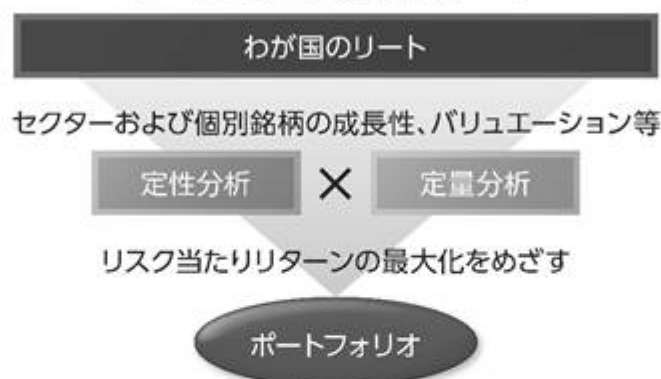 わが国のリート
セクターおよび個別銘柄の成長性、バリュエーション等
定性分析 × 定量分析
リスク当たりリターンの最大化をめざす
ポートフォリオ